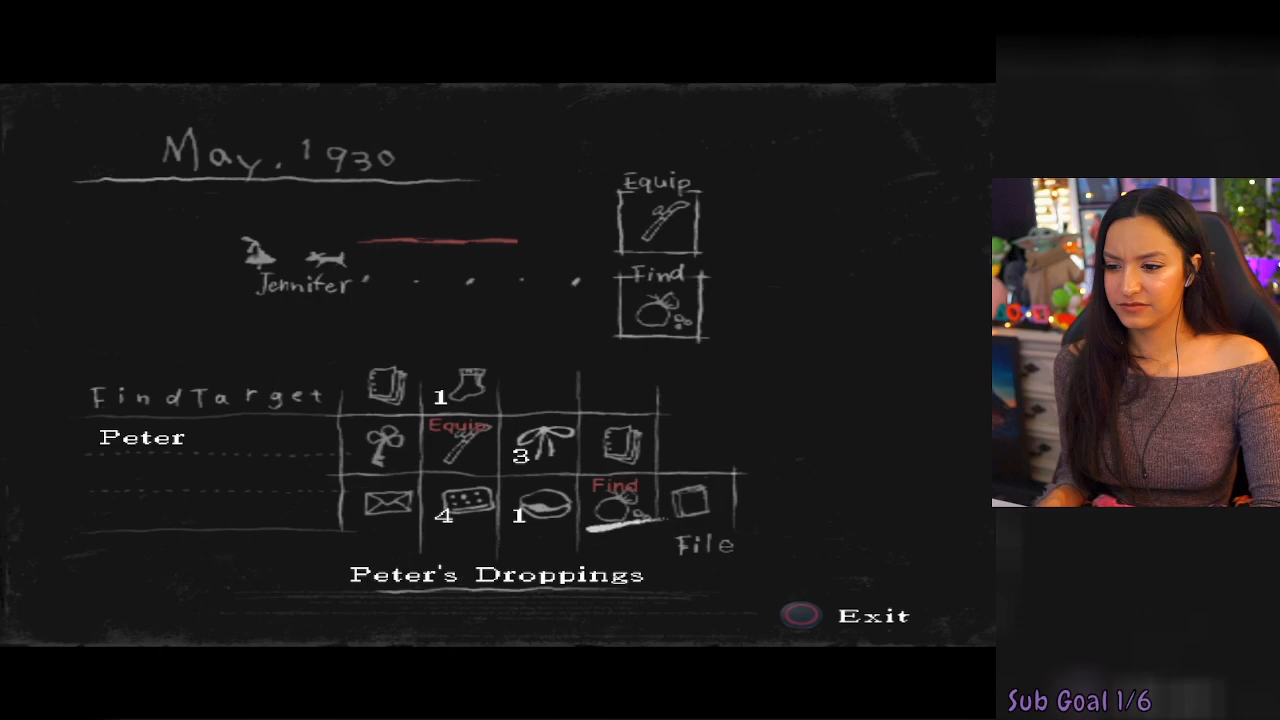 May. 1930
Equip
Jennifer
Find
1
FindTarget
Equip
Peter
3
Find
4
1
File
Peter's Droppings
Exit
Sub Goal 1/6